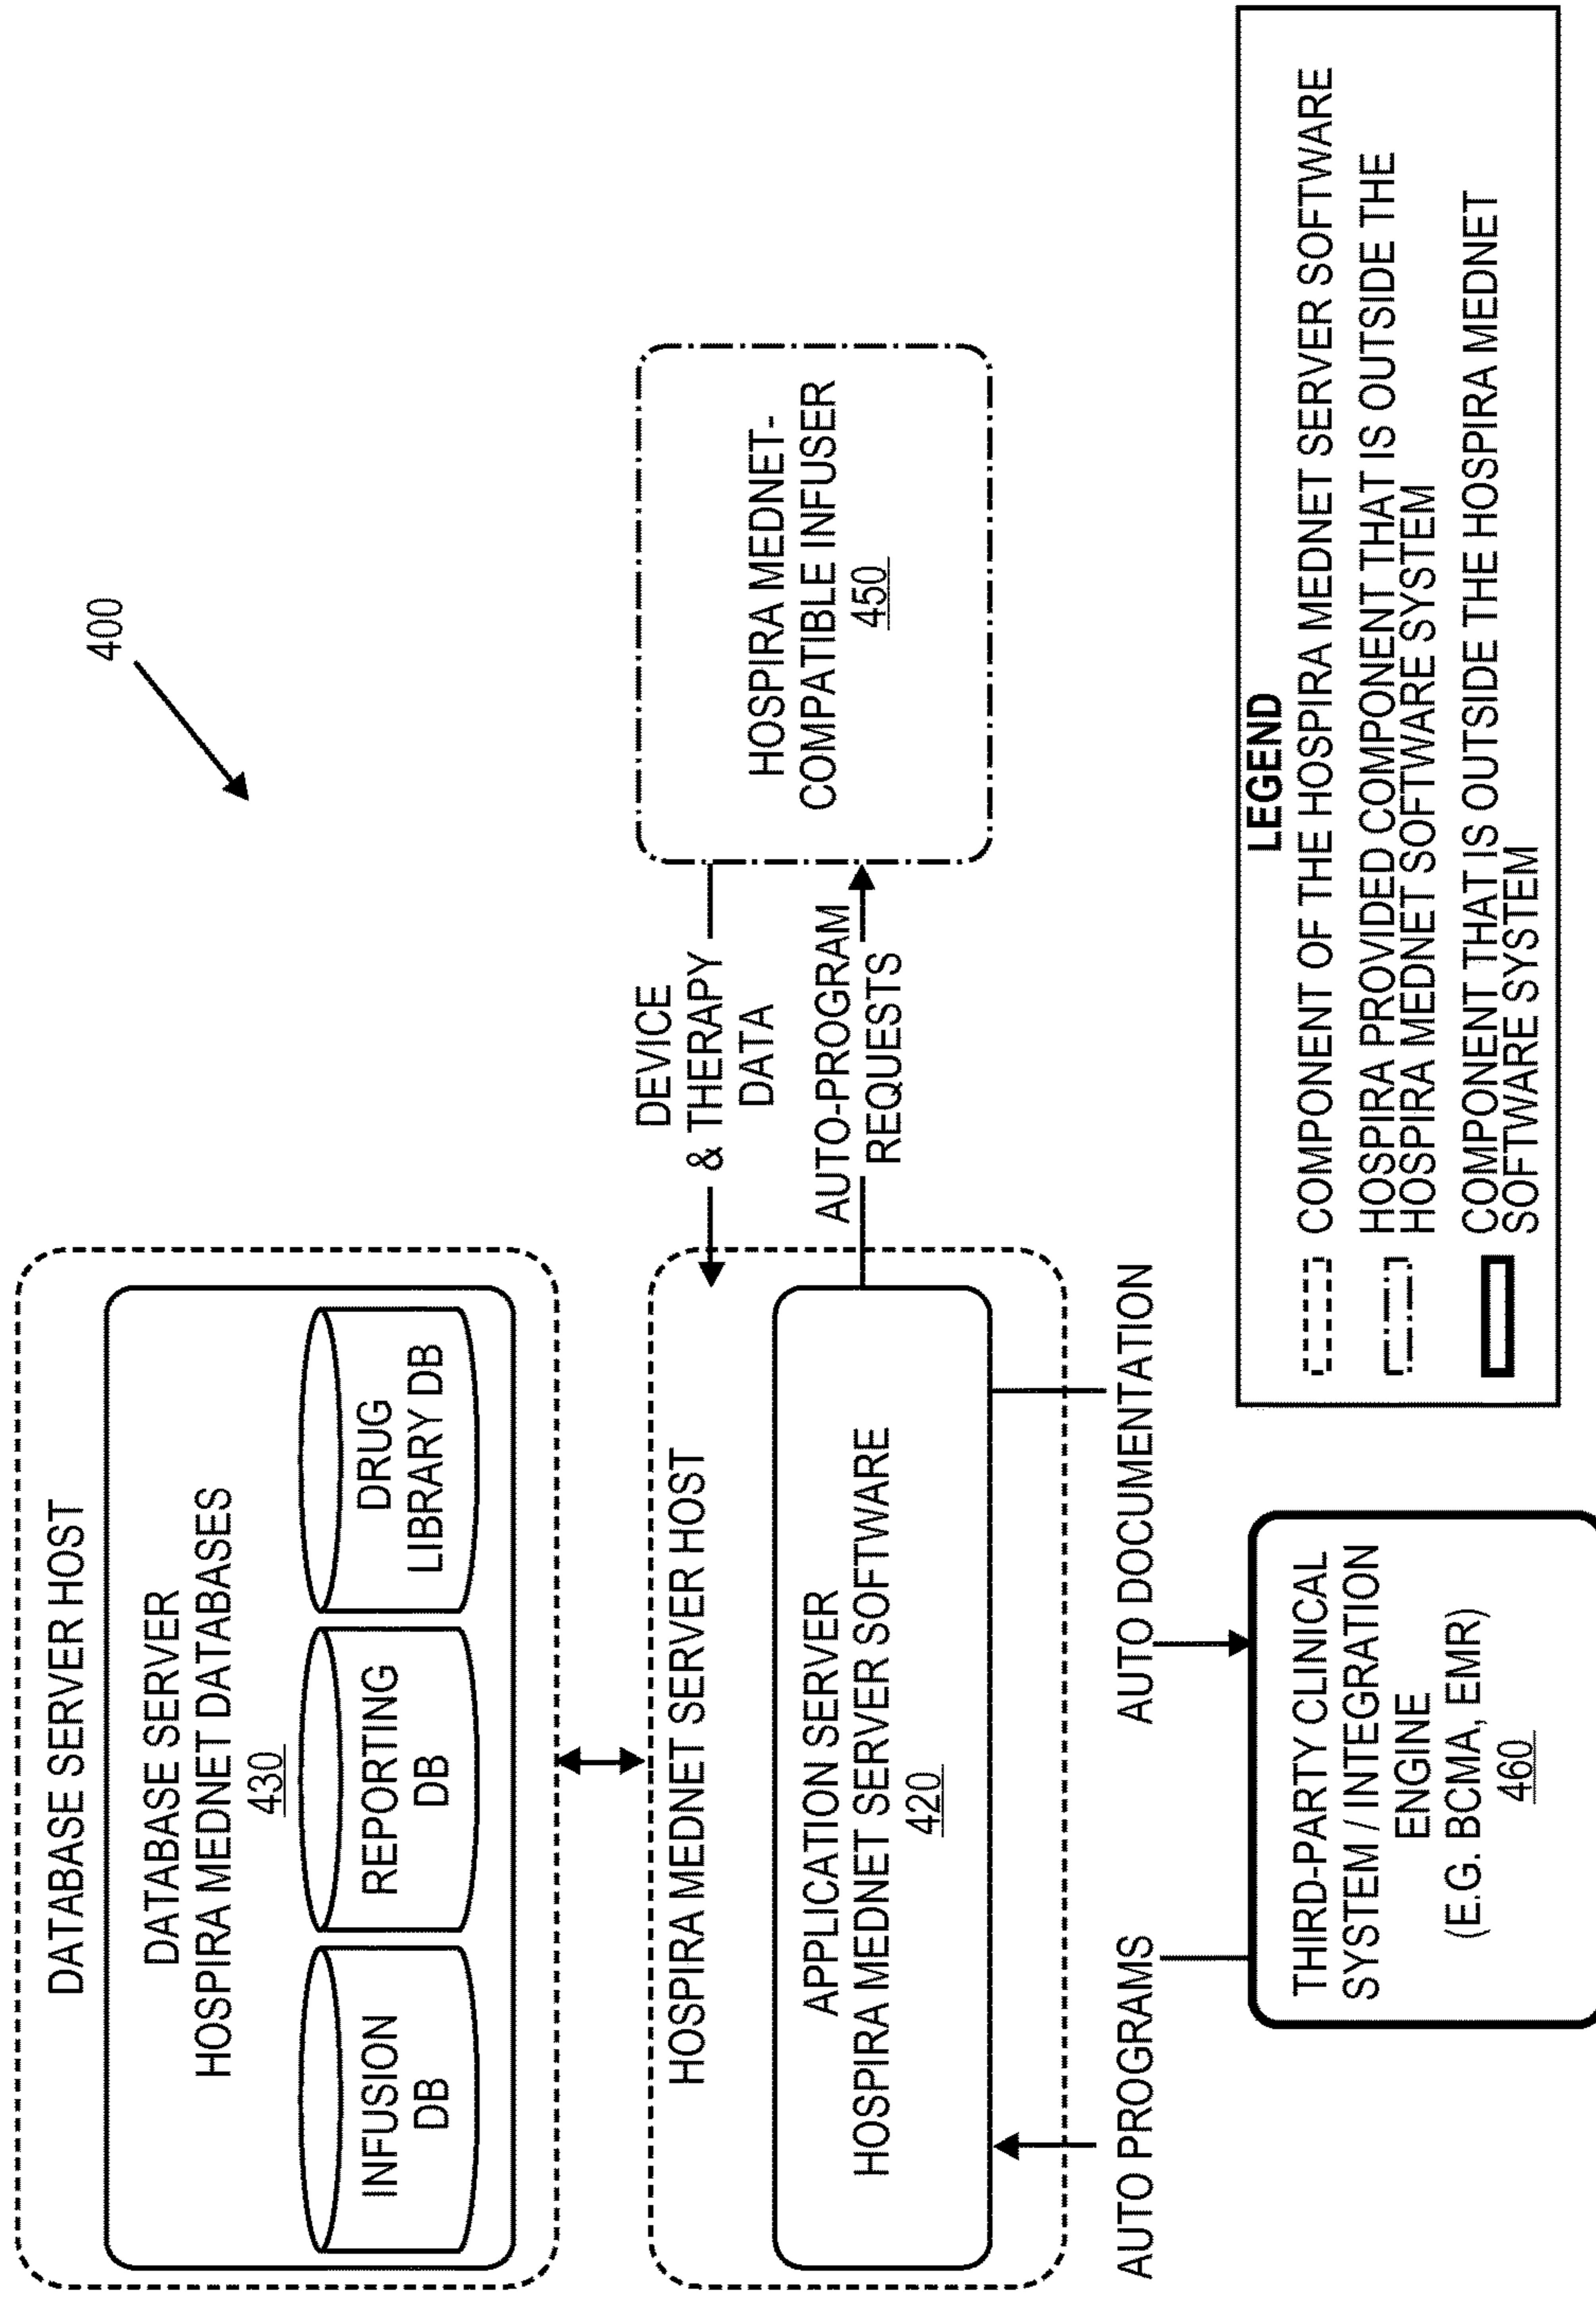 400
DATABASE SERVER HOST
DATABASE SERVER
HOSPIRA MEDNET DATABASES
430
INFUSION
DB
REPORTING
DB
DRUG
LIBRARY DB
HOSPIRA MEDNET SERVER HOST
APPLICATION SERVER
HOSPIRA MEDNET SERVER SOFTWARE
420
DEVICE
& THERAPY
DATA
AUTO-PROGRAM
REQUESTS
HOSPIRA MEDNET-
COMPATIBLE INFUSER
450
AUTO PROGRAMS
AUTO DOCUMENTATION
THIRD-PARTY CLINICAL
SYSTEM / INTEGRATION
ENGINE
(E.G. BCMA, EMR)
460
LEGEND
COMPONENT OF THE HOSPIRA MEDNET SERVER SOFTWARE
HOSPIRA PROVIDED COMPONENT THAT IS OUTSIDE THE
HOSPIRA MEDNET SOFTWARE SYSTEM
COMPONENT THAT IS OUTSIDE THE HOSPIRA MEDNET
SOFTWARE SYSTEM